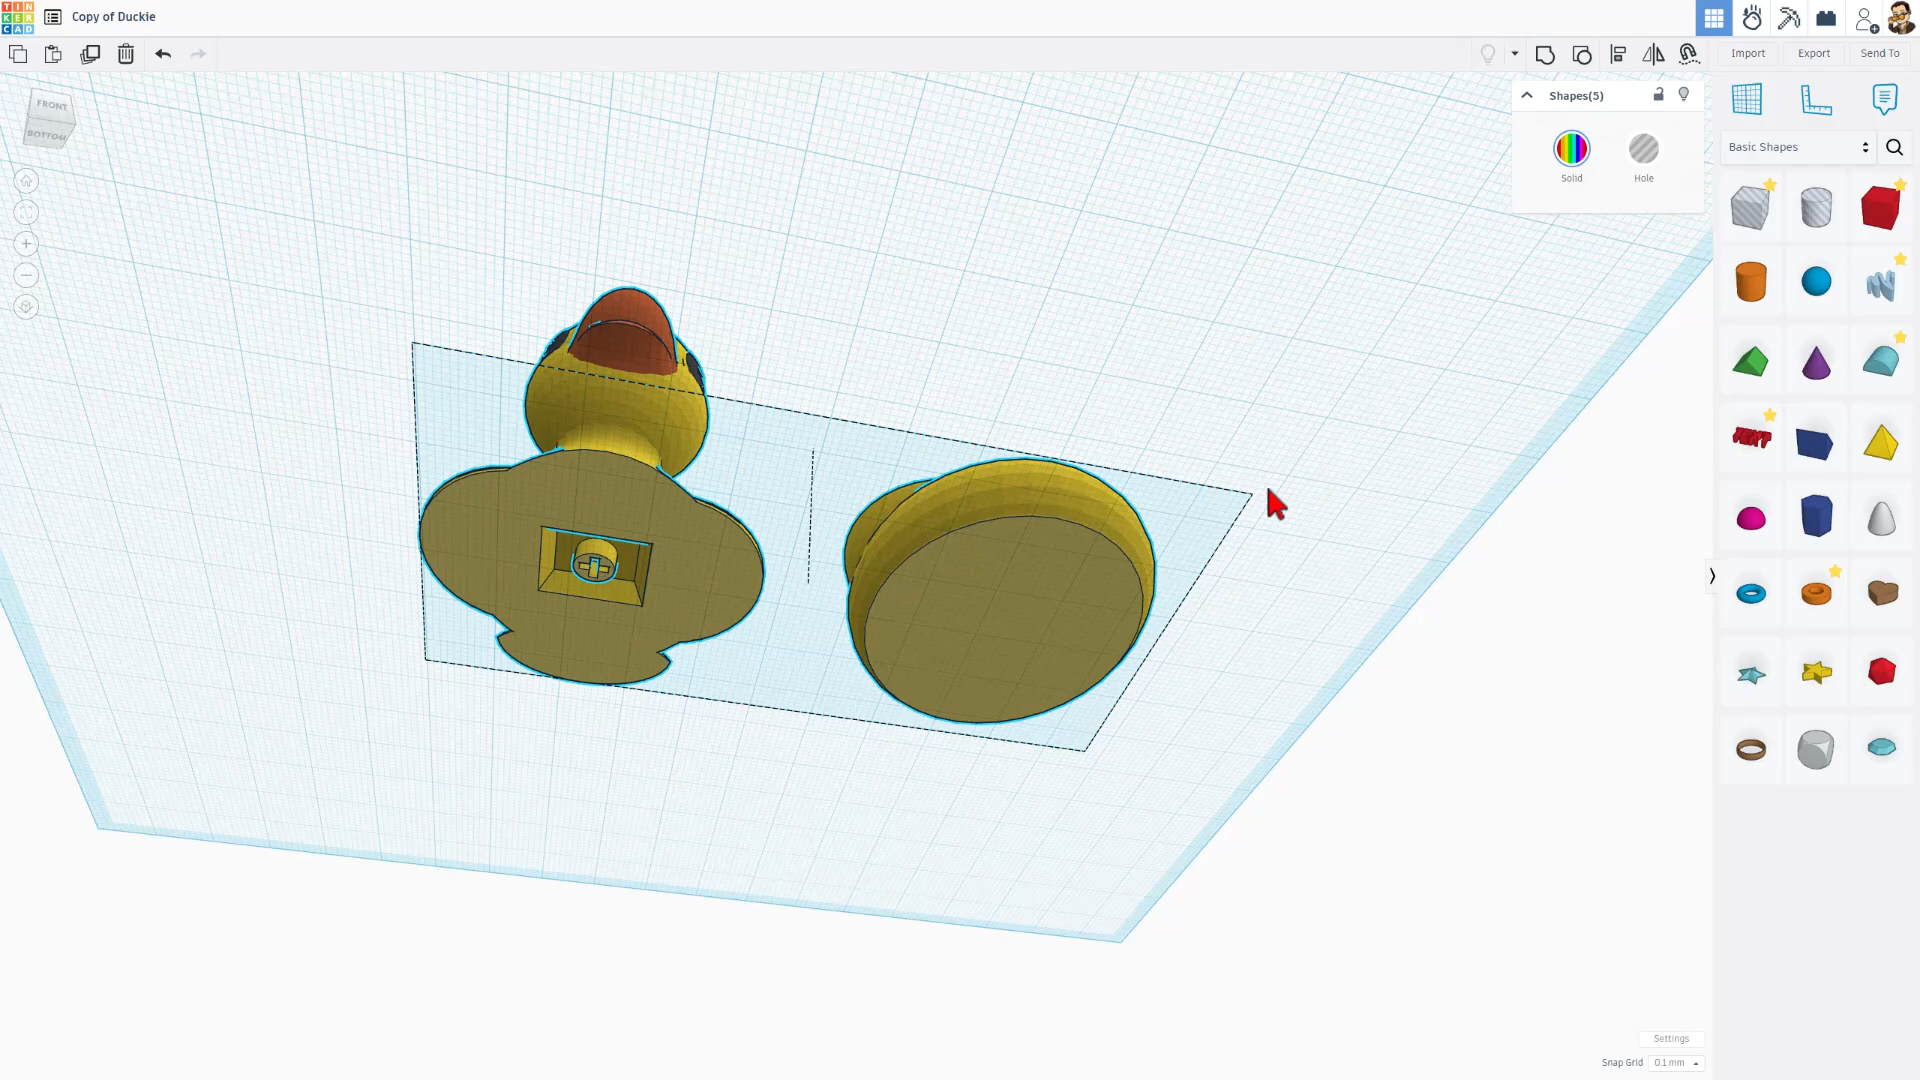 TIN
KER
CAD
Copy of Duckie
Import
Export
Send To
FRONT
BOTTOM
Shapes(5)
Solid
Hole
Basic Shapes
TEXT
Settings
Snap Grid
0.1 mm